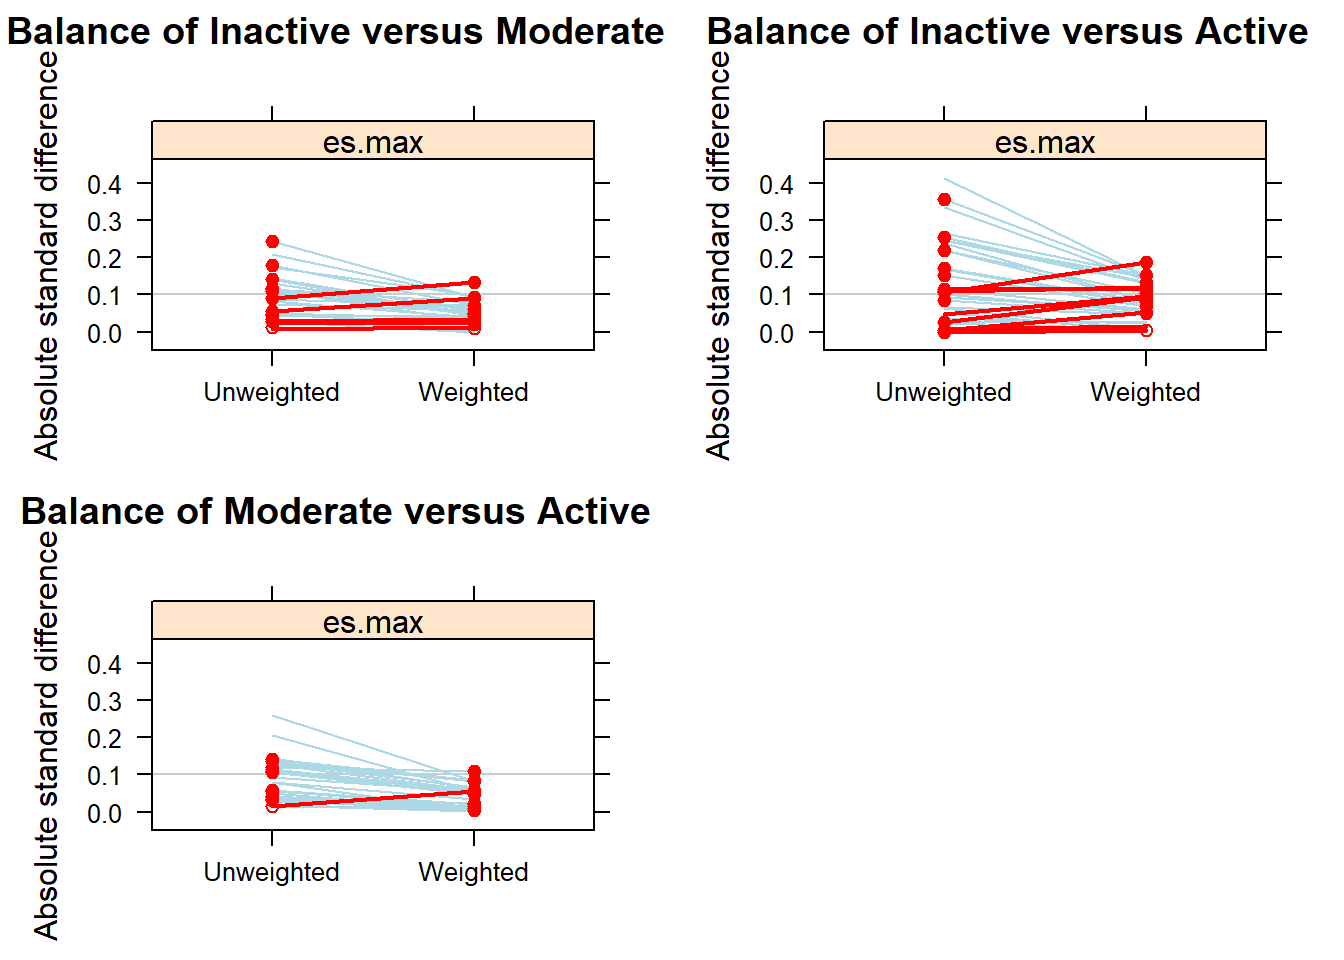 Balance of Inactive versus Moderate
Absolute standard difference
es.max
0.4
0.3
0.2
0.1
0.0
Unweighted Weighted
Balance of Inactive versus Active
Absolute standard difference
es.max
0.4
0.3
0.2
0.1
0.0
Unweighted Weighted
Balance of Moderate versus Active
Absolute standard difference
es.max
0.4
0.3
0.2
0.1
0.0
Unweighted Weighted